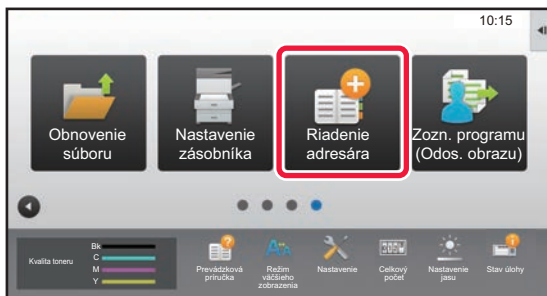 10:15
Obnovenie
súboru
Nastavenie
zásobníka
Riadenie
adresára
Zozn. programu
(Odos. obrazu)
Kvalita toneru
Bk
C
M
Y
Prevádzková
príručka
Režim
väčšieho
zobrazenia
Nastavenie
Celkový
počet
Nastavenie
jasu
Stav úlohy